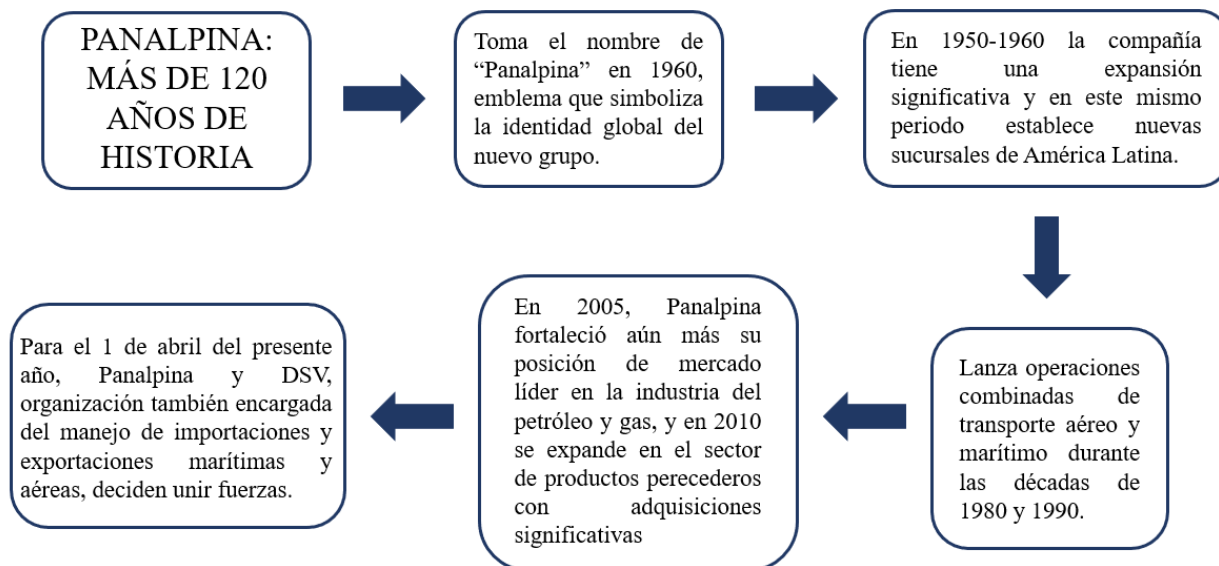 PANALPINA:
MÁS DE 120
AÑOS DE
HISTORIA
Toma el nombre de
“Panalpina” en 1960,
emblema que simboliza
la identidad global del
nuevo grupo.
En 1950-1960 la compañía
tiene una expansión
significativa y en este mismo
periodo establece nuevas
sucursales de América Latina.
Lanza operaciones
combinadas de
transporte aéreo y
marítimo durante
las décadas de
1980 y 1990.
En 2005, Panalpina
fortaleció aún más su
posición de mercado
líder en la industria del
petróleo y gas, y en 2010
se expande en el sector
de productos perecederos
con adquisiciones
significativas
Para el 1 de abril del presente
año, Panalpina y DSV,
organización también encargada
del manejo de importaciones y
exportaciones marítimas y
aéreas, deciden unir fuerzas.